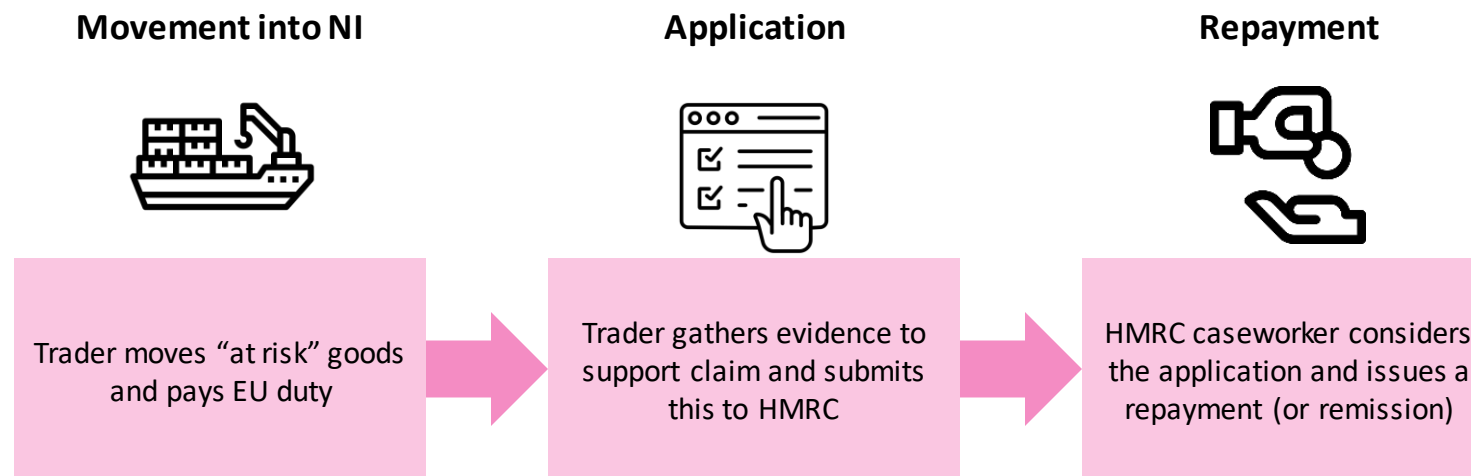 Movement into NI
Application
Repayment
Trader moves “at risk” goods
and pays EU duty
Trader gathers evidence to
support claim and submits
this to HMRC
HMRC caseworker considers
the application and issues a
repayment (or remission)